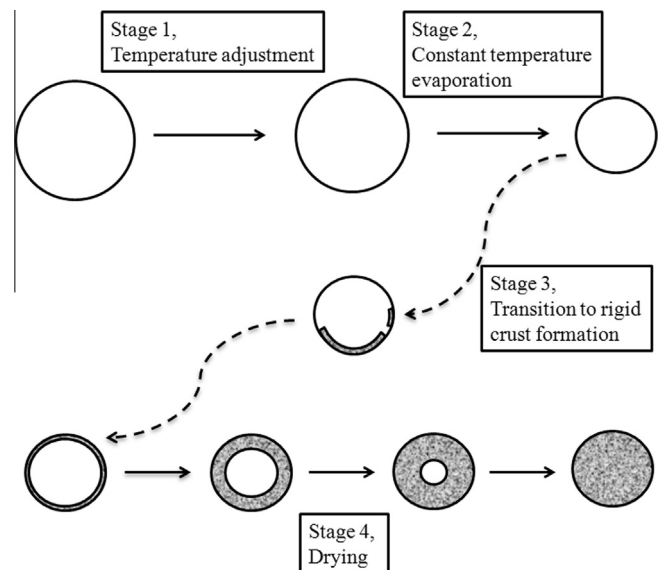 Stage 1,
Temperature adjustment
Stage 2,
Constant temperature
evaporation
Stage 3,
Transition to rigid
crust formation
Stage 4,
Drying